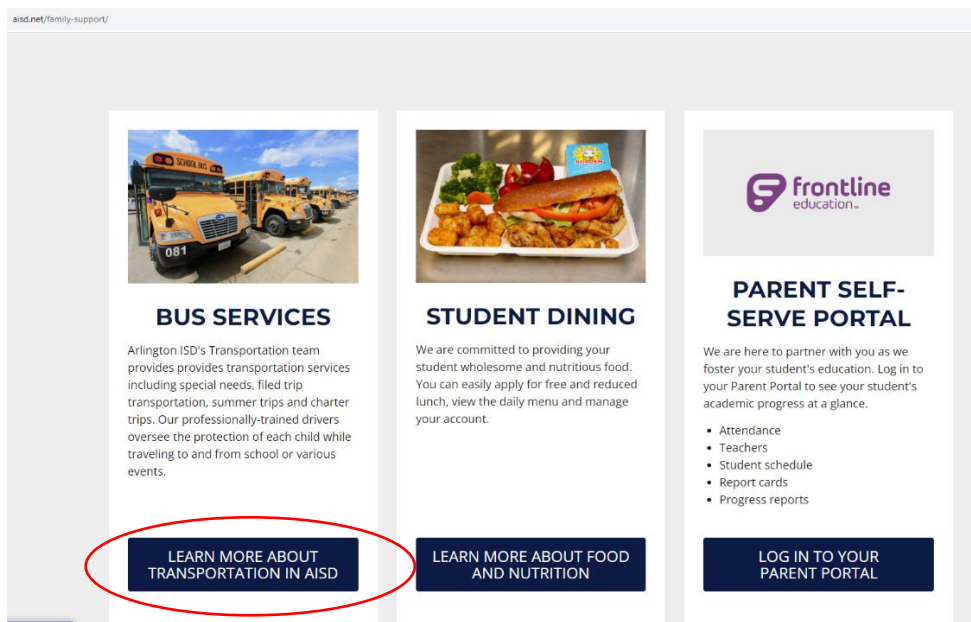 aisd.net/family-support/
SCHOOL BUS
081
BUS SERVICES
Arlington ISD's Transportation team
provides provides transportation services
including special needs, filed trip
transportation, summer trips and charter
trips. Our professionally-trained drivers
oversee the protection of each child while
traveling to and from school or various
events.
LEARN MORE ABOUT
TRANSPORTATION IN AISD
STUDENT DINING
We are committed to providing your
student wholesome and nutritious food.
You can easily apply for free and reduced
lunch, view the daily menu and manage
your account.
LEARN MORE ABOUT FOOD
AND NUTRITION
frontline
education™
PARENT SELF-
SERVE PORTAL
We are here to partner with you as we
foster your student's education. Log in to
your Parent Portal to see your student's
academic progress at a glance.
• Attendance
• Teachers
• Student schedule
• Report cards
• Progress reports
LOG IN TO YOUR
PARENT PORTAL